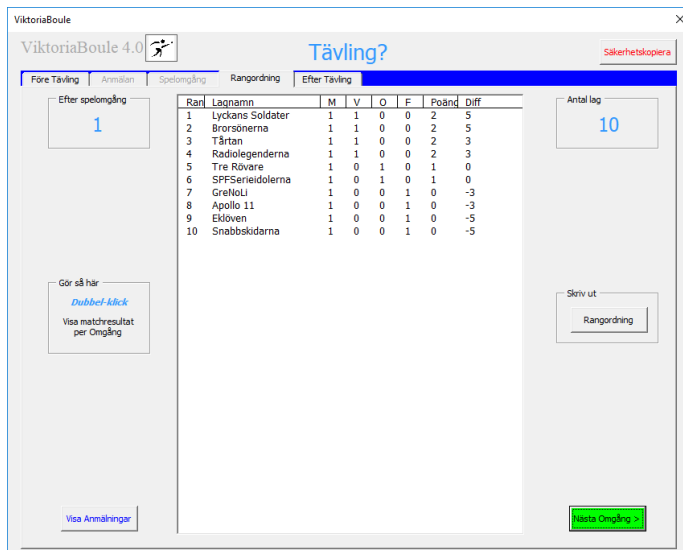 ViktoriaBoule
ViktoriaBoule 4.0
Tävling?
Säkerhetskopiera
Före Tävling Anmälan Spelomgång Rangordning Efter Tävling
Efter spelomgång
1
Ran Lagnamn M V O F Poäng Diff
1 Lyckans Soldater 1 1 0 0 2 5
2 Brorsönerna 1 1 0 0 2 5
3 Tårtan 1 1 0 0 2 3
4 Radiolegenderna 1 1 0 0 2 3
5 Tre Rövare 1 0 1 0 1 0
6 SPFSerieidolerna 1 0 1 0 1 0
7 GreNoLi 1 0 0 1 0 -3
8 Apollo 11 1 0 0 1 0 -3
9 Eklöven 1 0 0 1 0 -5
10 Snabbskidarna 1 0 0 1 0 -5
Antal lag
10
Gör så här
Dubbel-klick
Visa matchresultat
per Omgång
Skriv ut
Rangordning
Visa Anmälningar
Nästa Omgång >